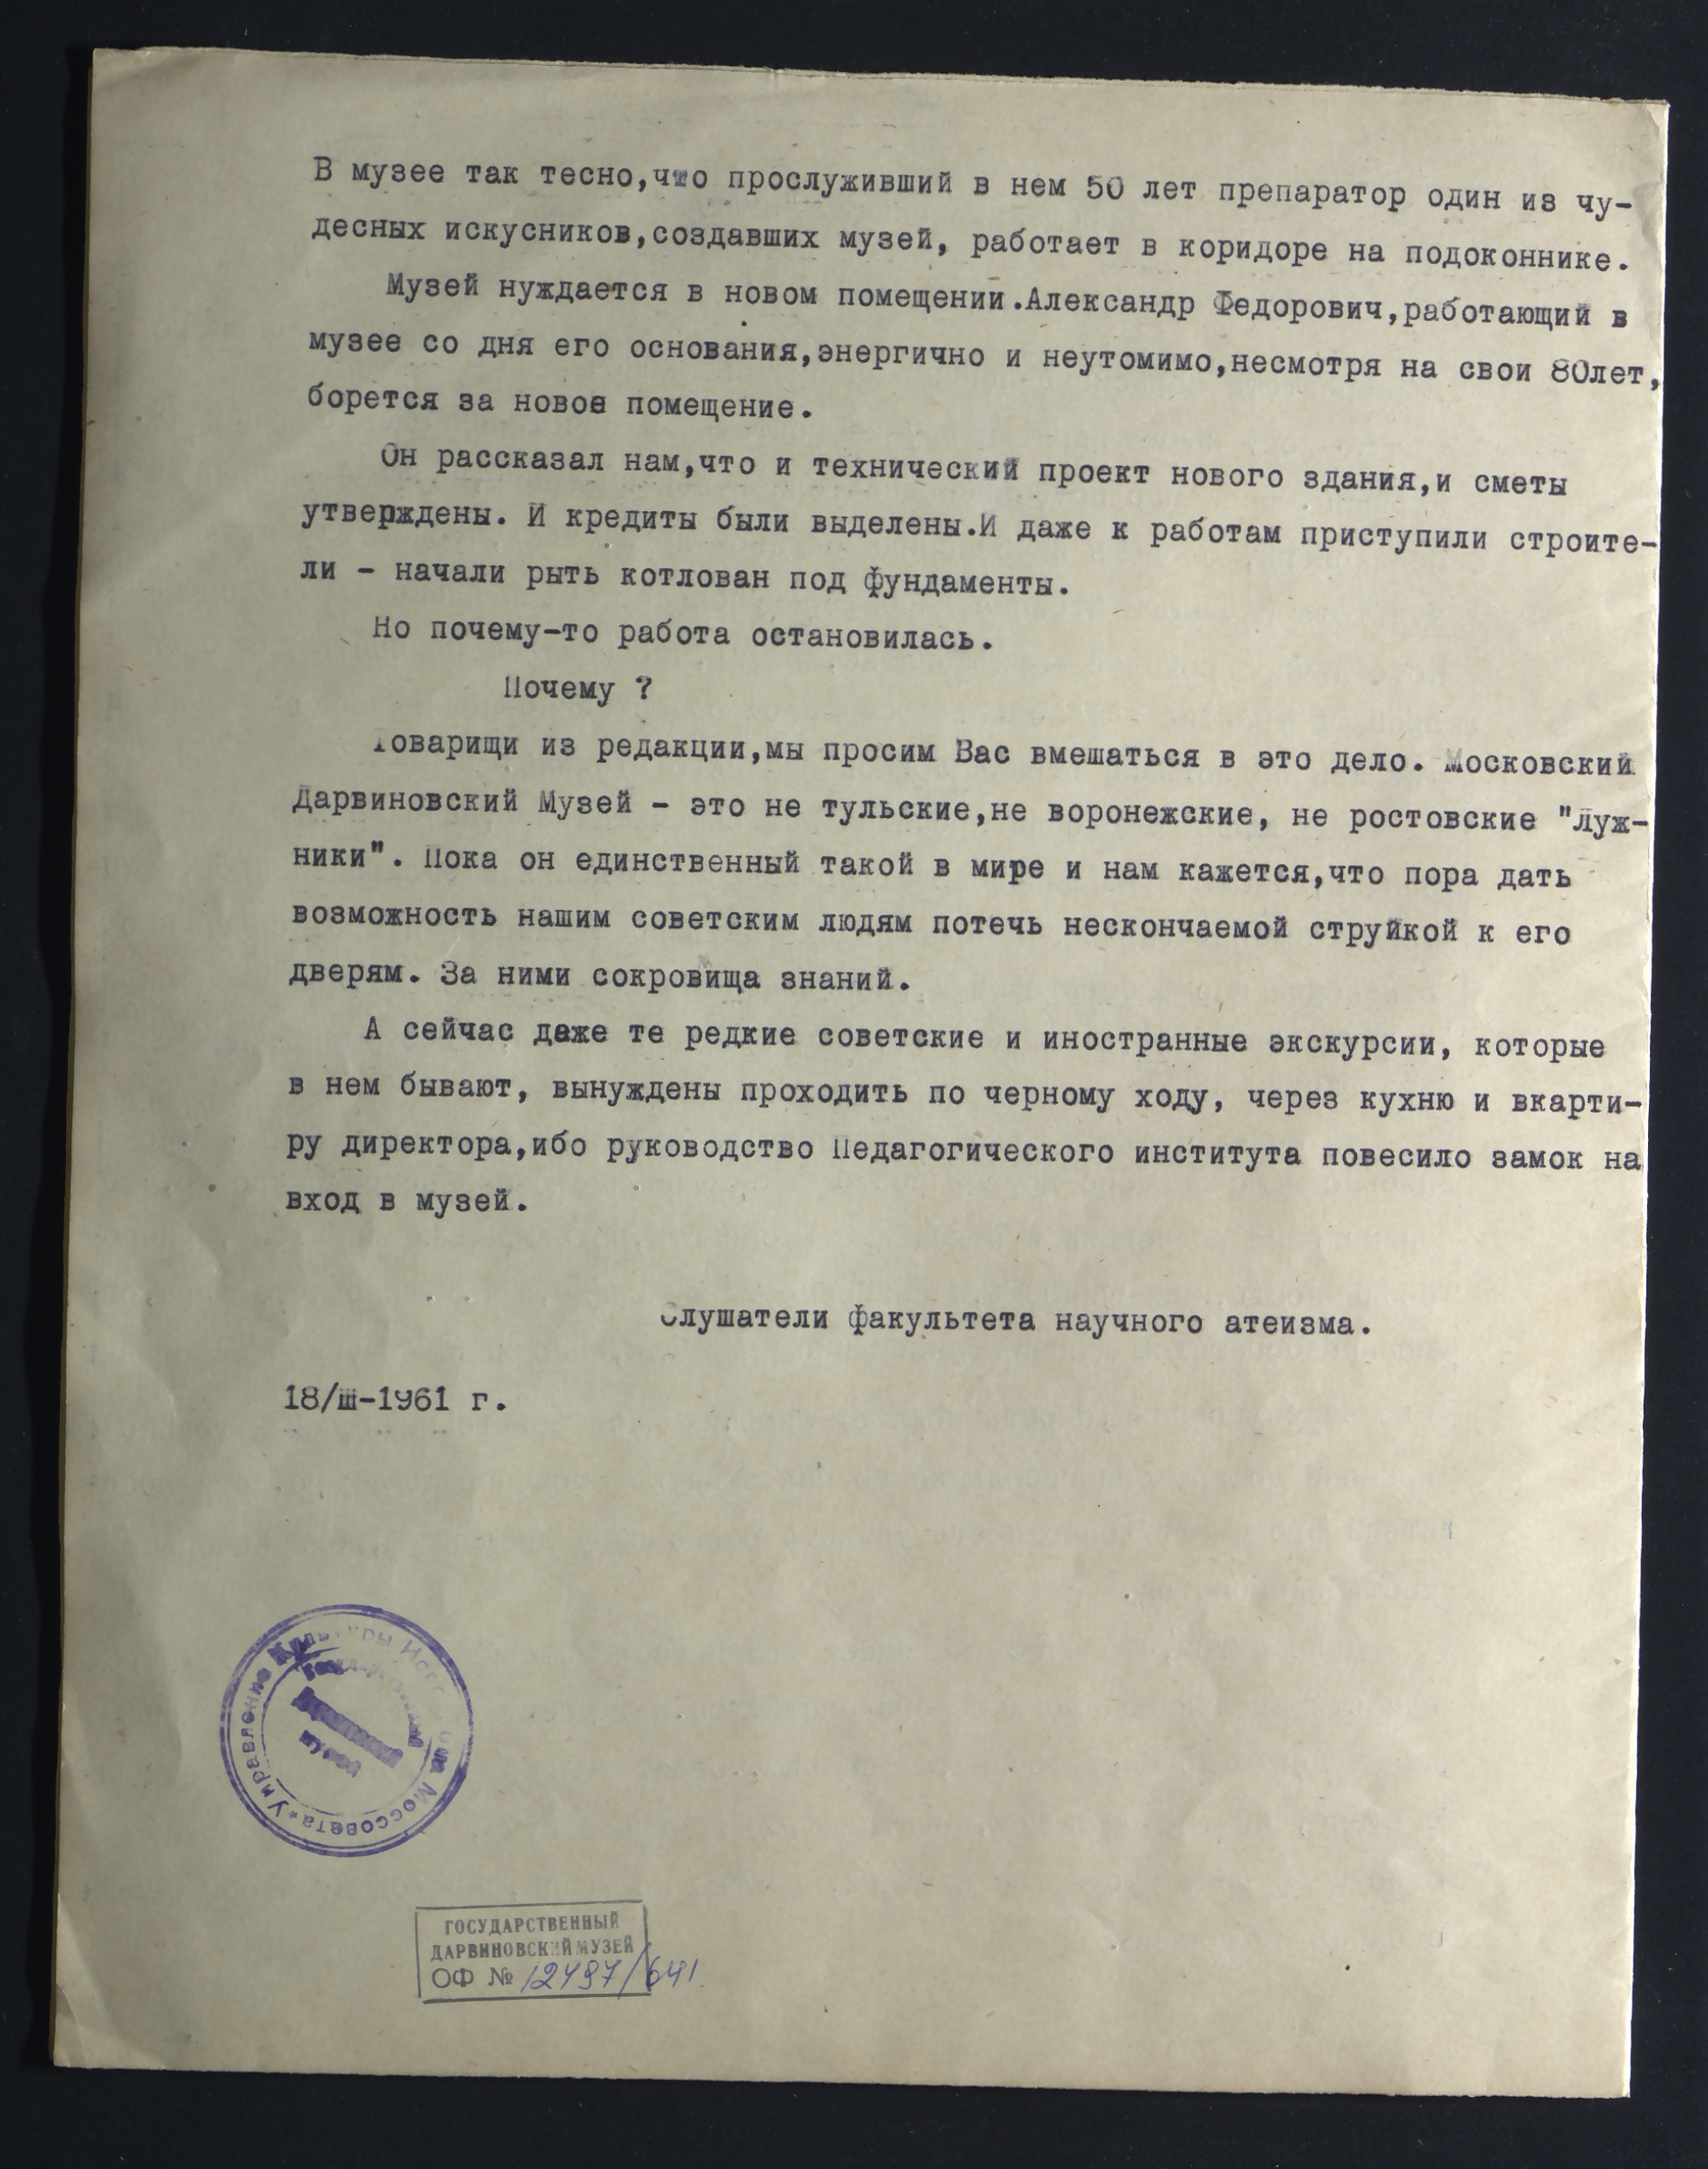 В музее так тесно,что прослуживший в нем 50 лет препаратор один из чу-
десных искусников,создавших музей, работает в коридоре на подоконнике.
Музей нуждается в новом помещении.Александр Федорович,работающий в
музее со дня его основания,энергично и неутомимо,несмотря на свои 80лет,
борется за новое помещение.
Он рассказал нам,что и технический проект нового здания,и сметы
утверждены. И кредиты были выделены.И даже к работам приступили строите-
ли - начали рыть котлован под фундаменты.
Но почему-то работа остановилась.
Почему ?
Товарищи из редакции,мы просим Вас вмешаться в это дело. Московский
Дарвиновский Музей - это не тульские,не воронежские, не ростовские "Луж-
ники". Пока он единственный такой в мире и нам кажется,что пора дать
возможность нашим советским людям потечь нескончаемой струйкой к его
дверям. За ними сокровища знаний.
А сейчас даже те редкие советские и иностранные экскурсии, которые
в нем бывают, вынуждены проходить по черному ходу, через кухню и вкарти-
ру директора,ибо руководство Педагогического института повесило замок на
вход в музей.
Слушатели факультета научного атеизма.
18/Ш-1961 г.
Управление Культуры Моссовета
ГОСУДАРСТВЕННЫЙ
ДАРВИНОВСКИЙ МУЗЕЙ
ОФ № 12497/641